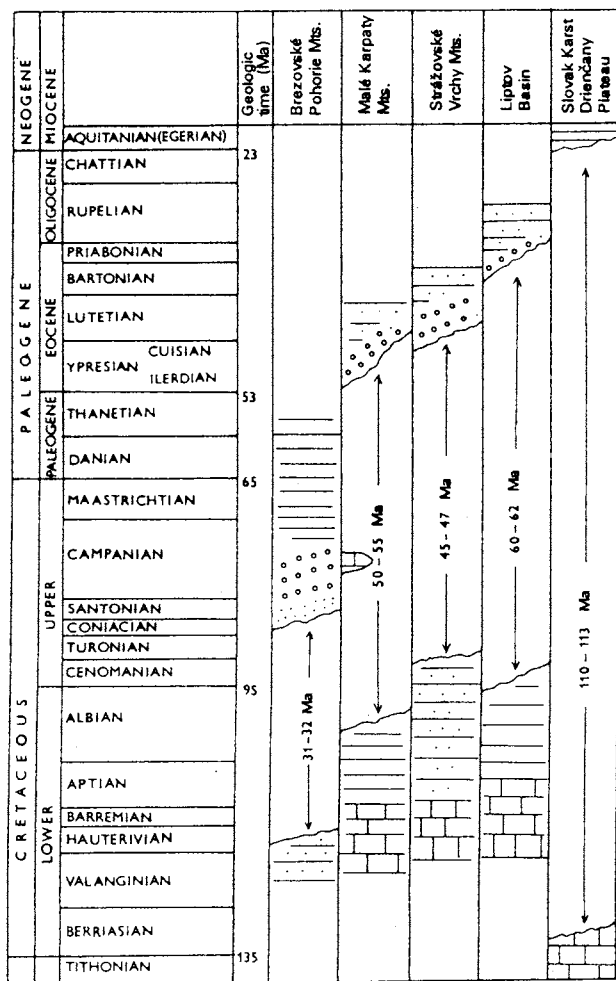 NEOGENE
MIOCENE
Geologic
time (Ma)
Brezovské
Pohorie Mts.
Malé Karpaty
Mts.
Strážovské
Vrchy Mts.
Liptov
Basin
Slovak Karst
Drienčany
Plateau
AQUITANIAN(EGERIAN)
23
PALEOGENE
OLIGOCENE
CHATTIAN
RUPELIAN
EOCENE
PRIABONIAN
BARTONIAN
LUTETIAN
YPRESIAN
CUISIAN
ILERDIAN
53
PALEOGENE
THANETIAN
DANIAN
65
CRETACEOUS
UPPER
MAASTRICHTIAN
CAMPANIAN
SANTONIAN
CONIACIAN
TURONIAN
CENOMANIAN
95
LOWER
ALBIAN
APTIAN
BARREMIAN
HAUTERIVIAN
VALANGINIAN
BERRIASIAN
135
TITHONIAN
31–32 Ma
50–55 Ma
45–47 Ma
60–62 Ma
110–113 Ma